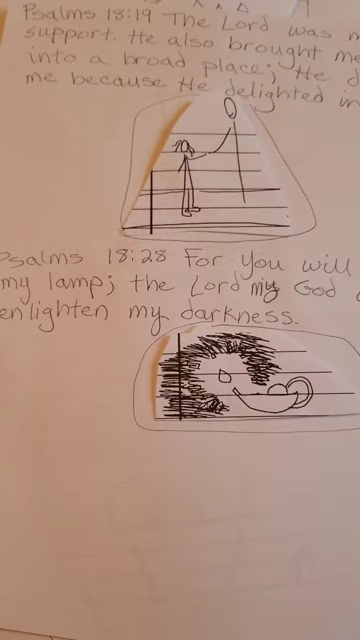 Psalms 18:19 The Lord was m
support. He also brought me
into a broad place; He d
me because He delighted in
Psalms 18:28 For you will
my lamp; the Lord my God
enlighten my darkness.